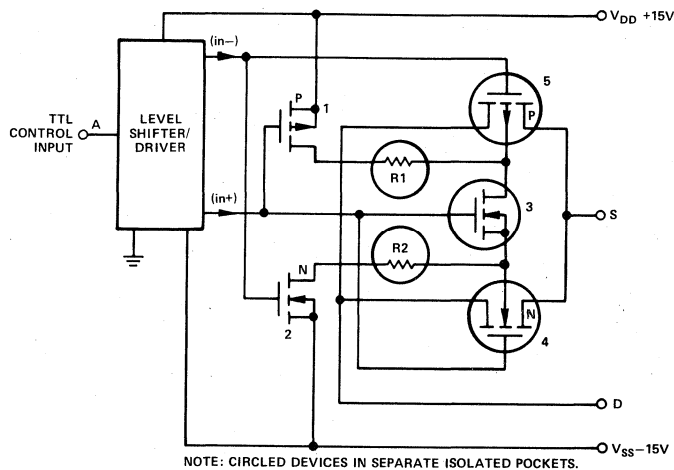 V_DD +15V
(in−)
5
P
1
P
TTL
CONTROL
INPUT
A
LEVEL
SHIFTER/
DRIVER
R1
(in+)
3
S
R2
N
2
N
4
D
V_SS−15V
NOTE: CIRCLED DEVICES IN SEPARATE ISOLATED POCKETS.